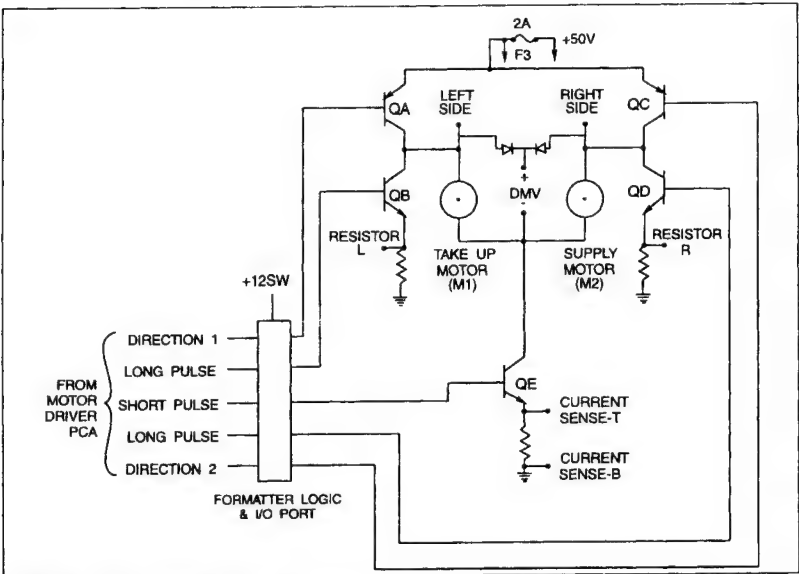 2A
+50V
F3
LEFT
SIDE
RIGHT
SIDE
QA
QC
+
DMV
-
QB
QD
RESISTOR
L
TAKE UP
MOTOR
(M1)
SUPPLY
MOTOR
(M2)
RESISTOR
R
+12SW
FROM
MOTOR
DRIVER
PCA
DIRECTION 1
LONG PULSE
SHORT PULSE
LONG PULSE
DIRECTION 2
QE
CURRENT
SENSE-T
CURRENT
SENSE-B
FORMATTER LOGIC
& I/O PORT